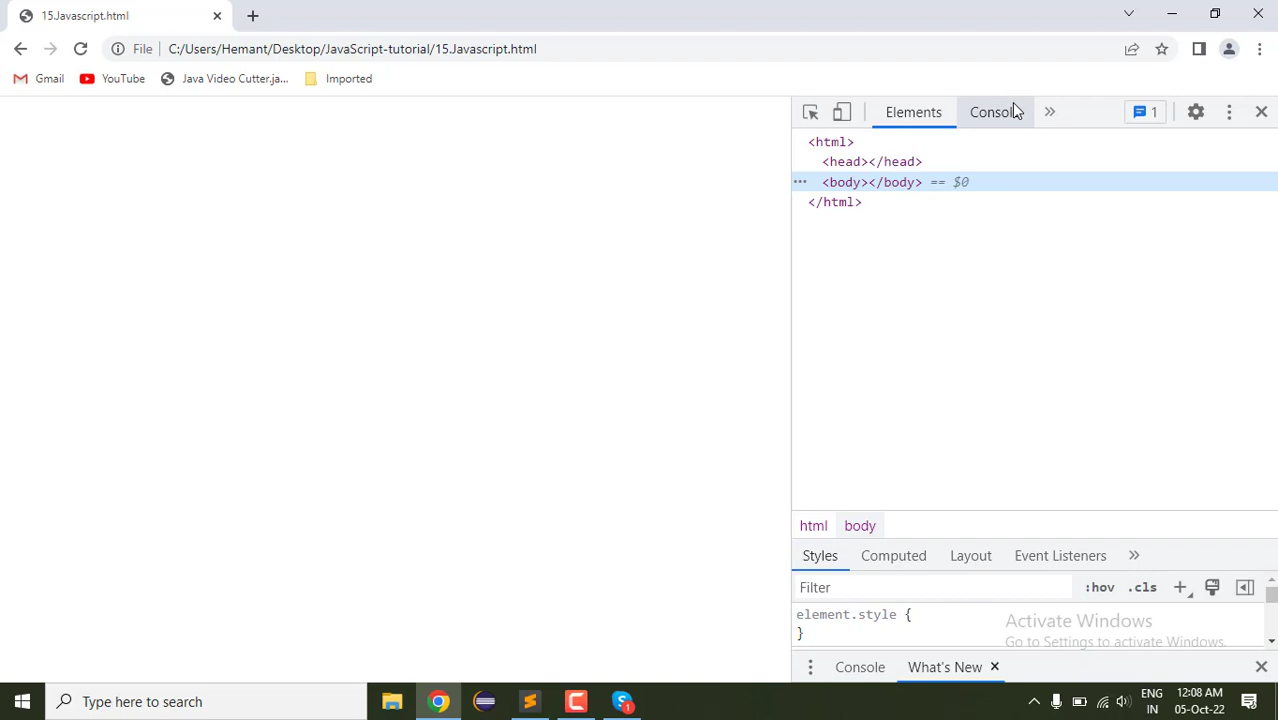 15.Javascript.html
File
C:/Users/Hemant/Desktop/JavaScript-tutorial/15.Javascript.html
Gmail
YouTube
Java Video Cutter.ja...
Imported
Elements
Console
1
<html>
<head></head>
<body></body> == $0
</html>
html
body
Styles
Computed
Layout
Event Listeners
Filter
:hov
.cls
element.style {
}
Activate Windows
Go to Settings to activate Windows.
Console
What's New
Type here to search
1
ENG
IN
12:08 AM
05-Oct-22